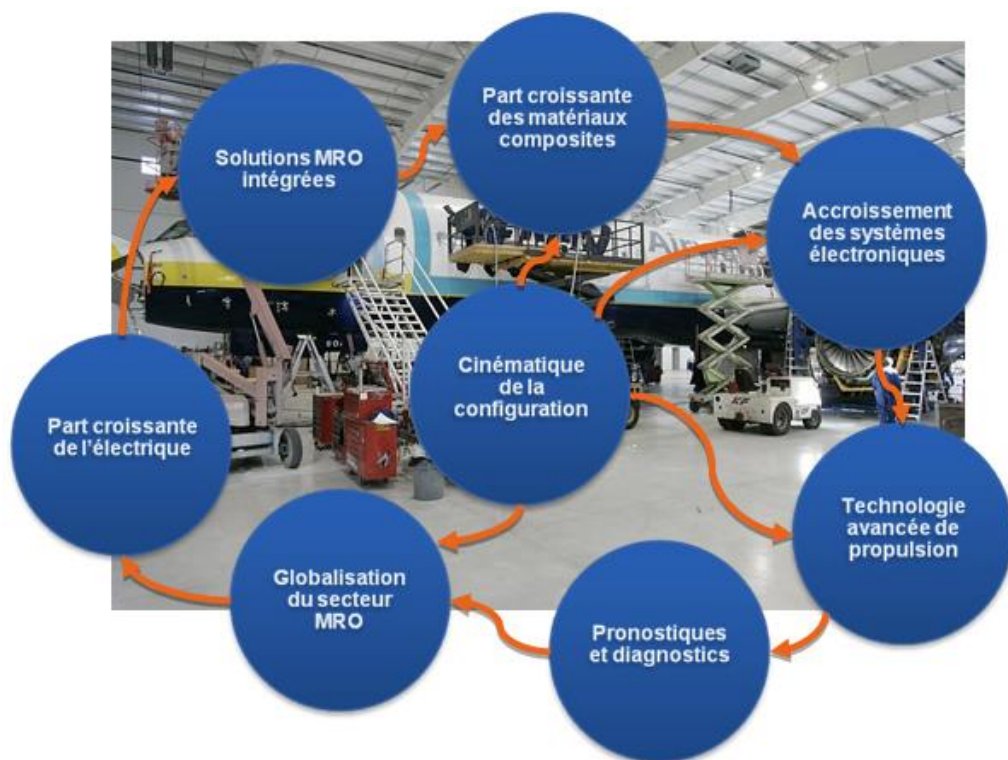 Part croissante
des matériaux
composites
Solutions MRO
intégrées
Accroissement
des systèmes
électroniques
Cinématique
de la
configuration
Part croissante
de l'électrique
Technologie
avancée de
propulsion
Globalisation
du secteur
MRO
Pronostiques
et diagnostics